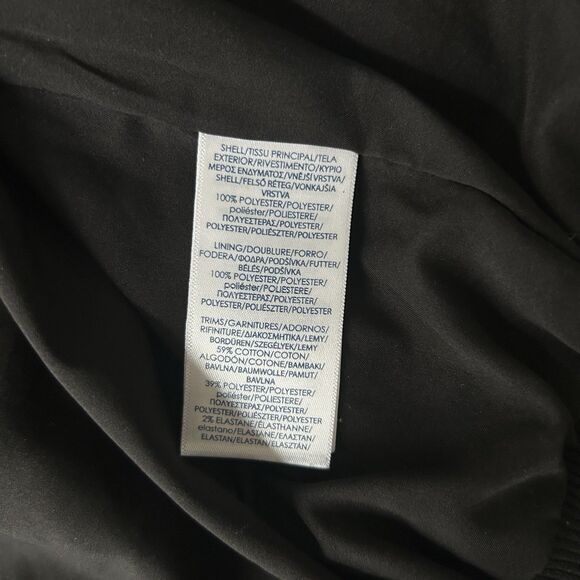 SHELL/TISSU PRINCIPAL/TELA
EXTERIOR/RIVESTIMENTO/ΚΥΡΙΟ
ΜΕΡΟΣ ΕΝΔΥΜΑΤΟΣ/VNĚJŠÍ VRSTVA/
SHELL/FELSŐ RÉTEG/VONKAJŠIA
VRSTVA
100% POLYESTER/POLYESTER/
poliéster/POLIESTERE/
ΠΟΛΥΕΣΤΕΡΑΣ/POLYESTER/
POLYESTER/POLIÉSZTER/POLYESTER
LINING/DOUBLURE/FORRO/
FODERA/ΦΟΔΡΑ/PODŠÍVKA/FUTTER/
BÉLÉS/PODŠÍVKA
100% POLYESTER/POLYESTER/
poliéster/POLIESTERE/
ΠΟΛΥΕΣΤΕΡΑΣ/POLYESTER/
POLYESTER/POLIÉSZTER/POLYESTER
TRIMS/GARNITURES/ADORNOS/
RIFINITURE/ΔΙΑΚΟΣΜΗΤΙΚΑ/LEMY/
BORDÜREN/SZEGÉLYEK/LEMY
59% COTTON/COTON/
ALGODÓN/COTONE/ΒΑΜΒΑΚΙ/
BAVLNA/BAUMWOLLE/PAMUT/
BAVLNA
39% POLYESTER/POLYESTER/
poliéster/POLIESTERE/
ΠΟΛΥΕΣΤΕΡΑΣ/POLYESTER/
POLYESTER/POLIÉSZTER/POLYESTER
2% ELASTANE/ÉLASTHANNE/
elastano/ELASTANE/ΕΛΑΣΤΑΝ/
ELASTAN/ELASTAN/ELASZTÁN/